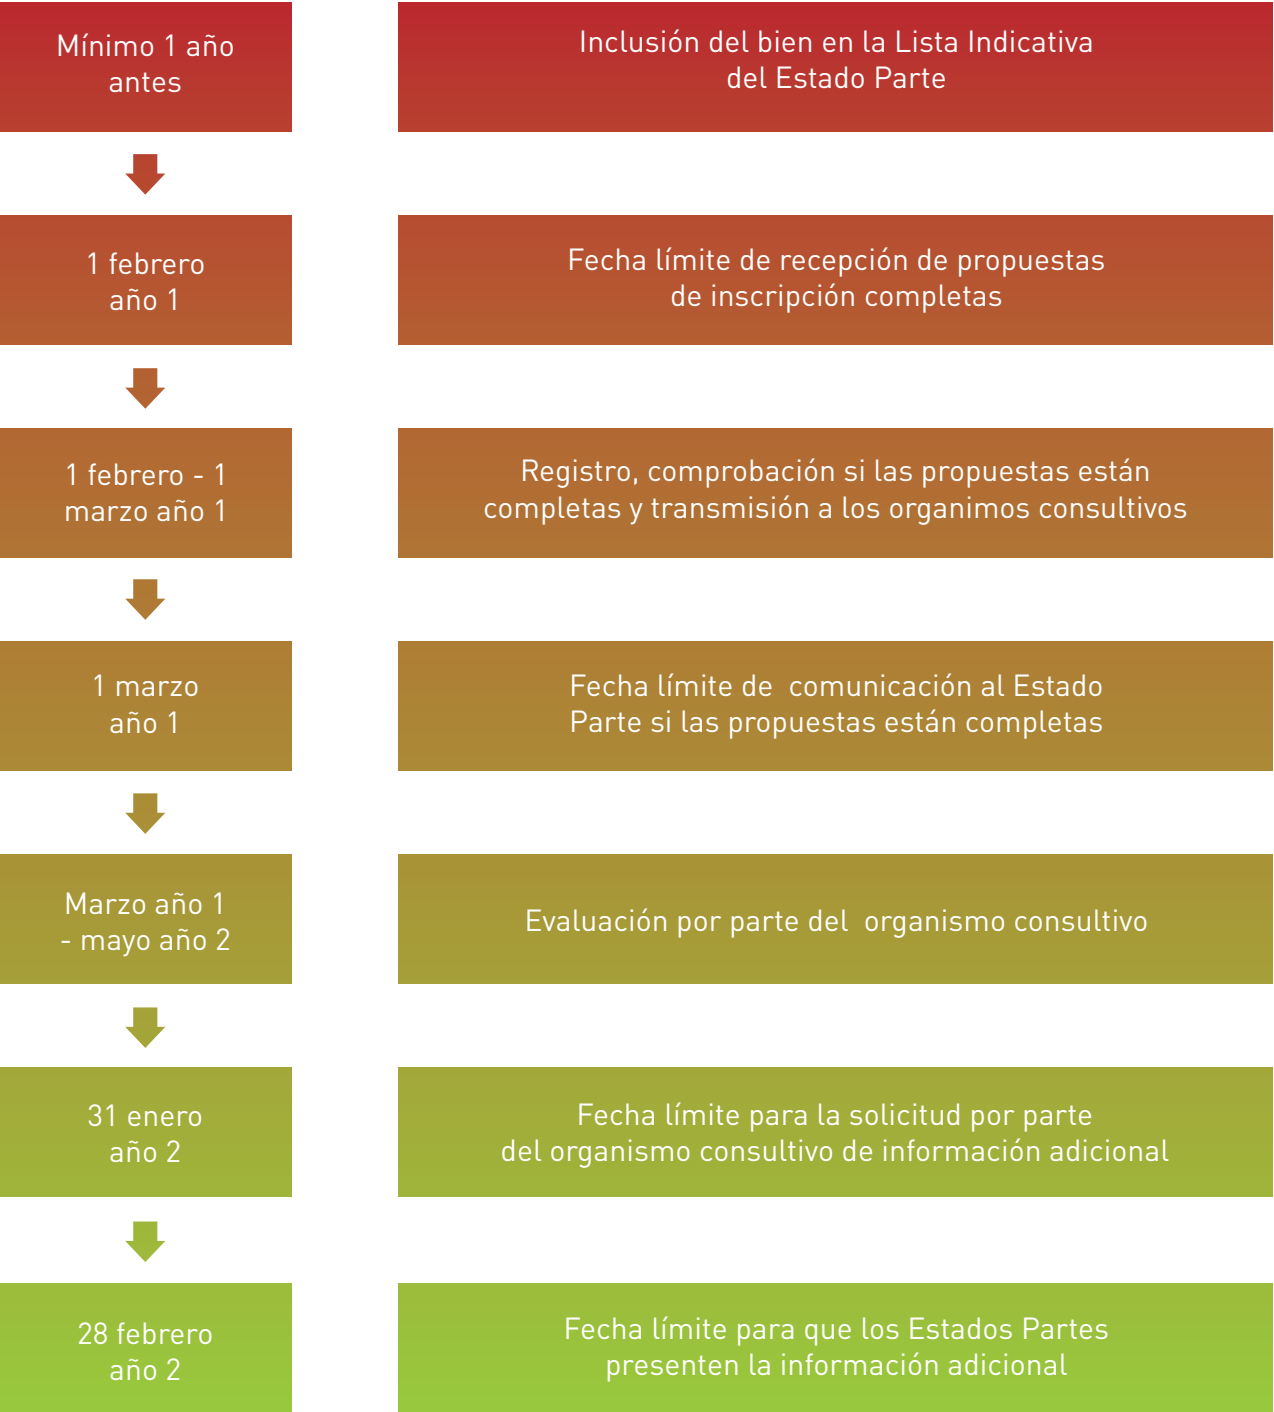 Mínimo 1 año
antes
Inclusión del bien en la Lista Indicativa
del Estado Parte
1 febrero
año 1
Fecha límite de recepción de propuestas
de inscripción completas
1 febrero - 1
marzo año 1
Registro, comprobación si las propuestas están
completas y transmisión a los organimos consultivos
1 marzo
año 1
Fecha límite de comunicación al Estado
Parte si las propuestas están completas
Marzo año 1
- mayo año 2
Evaluación por parte del organismo consultivo
31 enero
año 2
Fecha límite para la solicitud por parte
del organismo consultivo de información adicional
28 febrero
año 2
Fecha límite para que los Estados Partes
presenten la información adicional